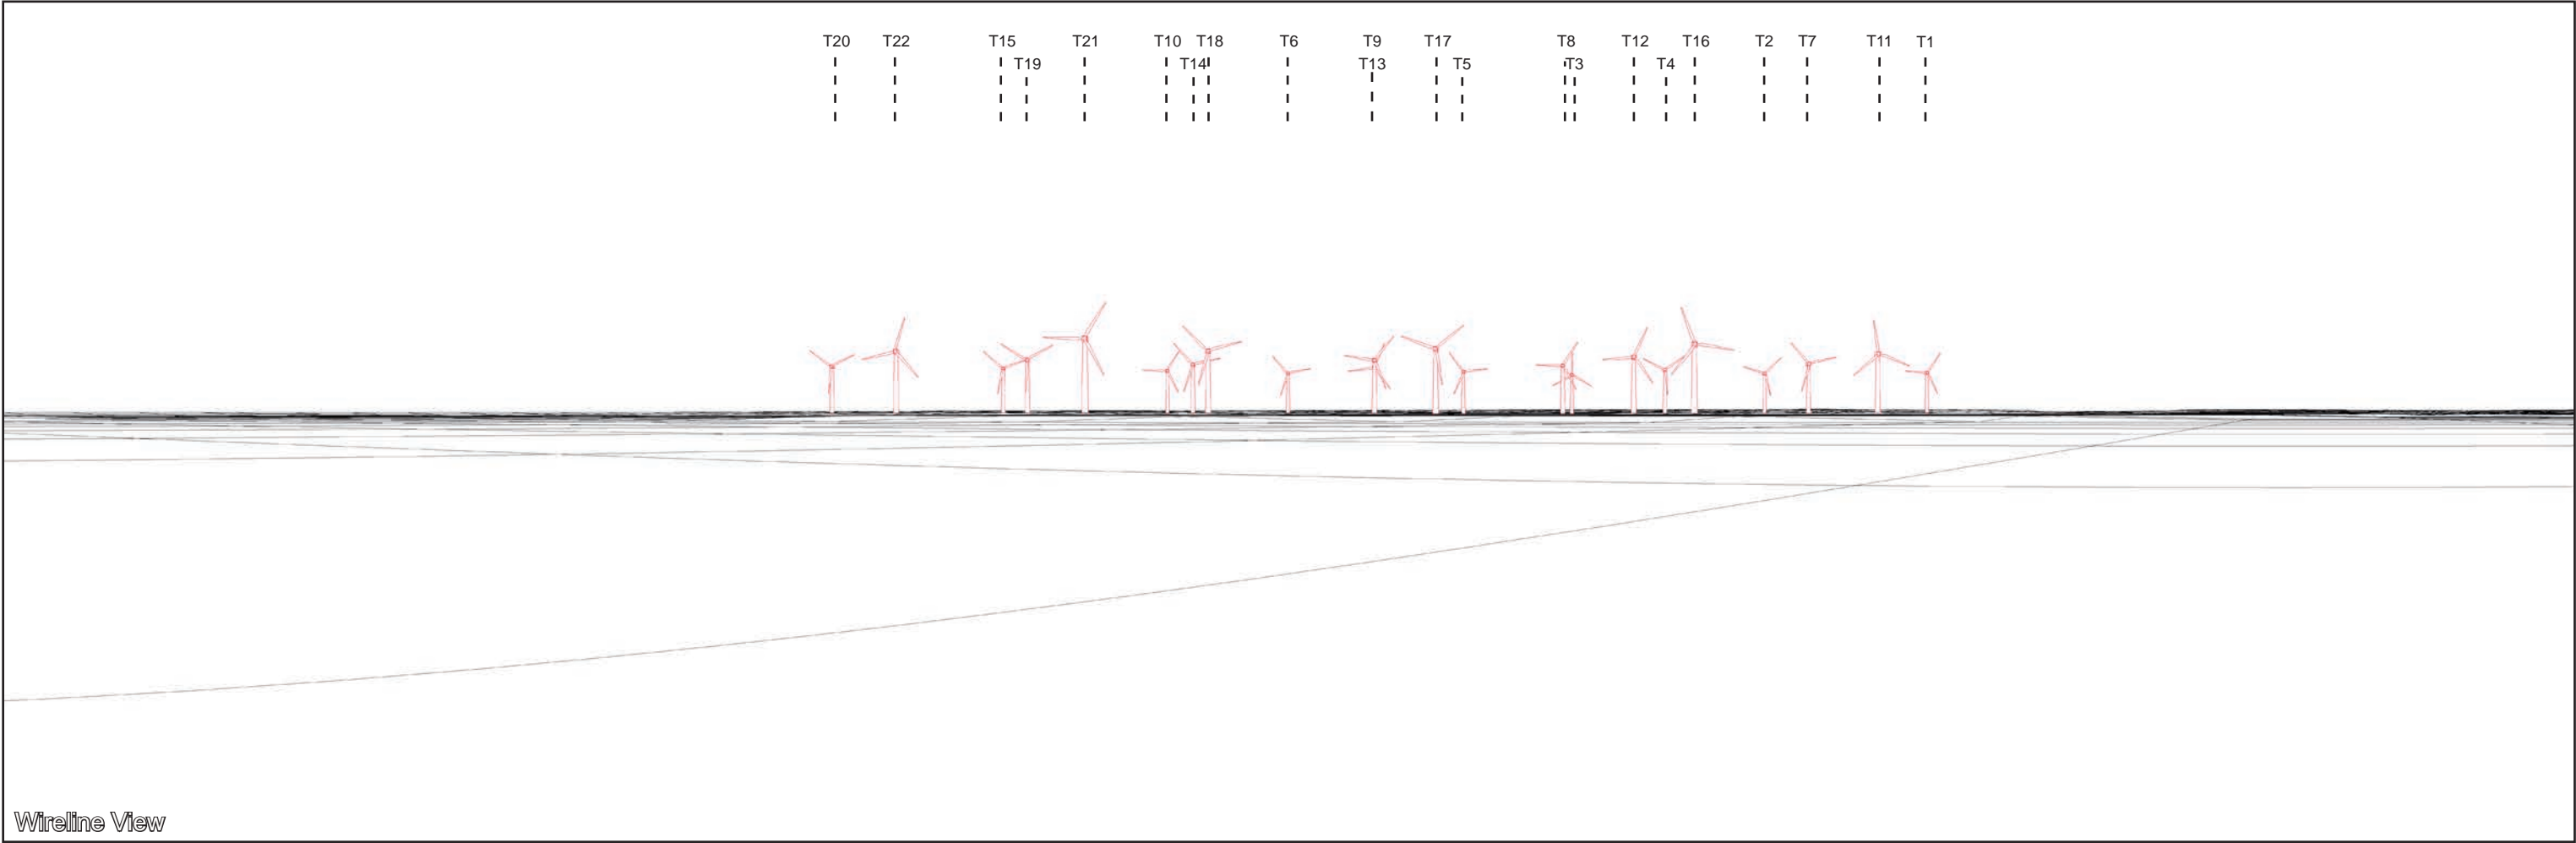 T20 T22 T15 T21 T10 T18 T6 T9 T17 T8 T12 T16 T2 T7 T11 T1
T19 T14 T13 T5 T3 T4
Wireline View